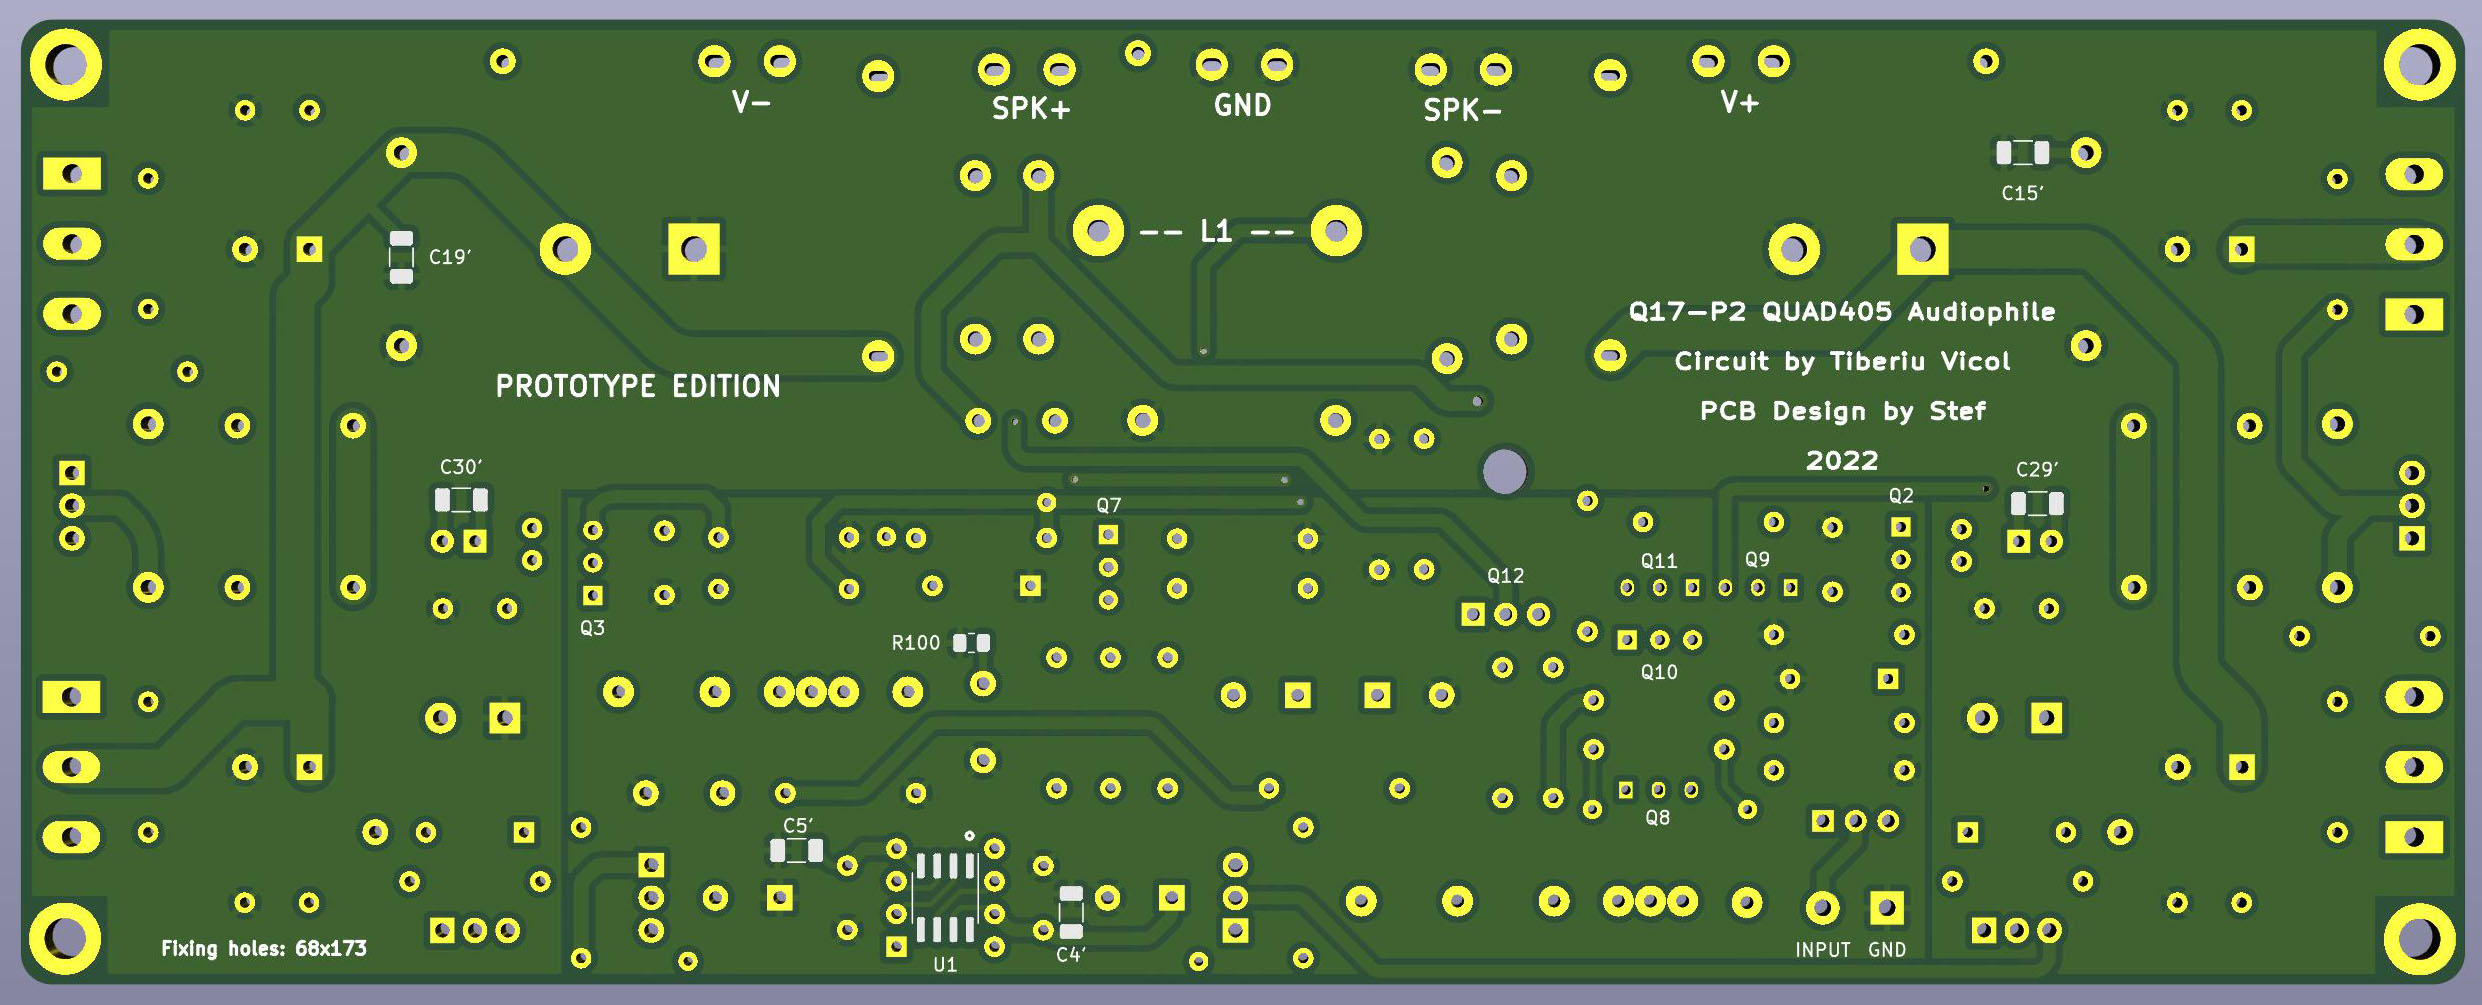 V-
SPK+
GND
SPK-
V+
C15'
-- L1 --
C19'
Q17-P2 QUAD405 Audiophile
Circuit by Tiberiu Vicol
PROTOTYPE EDITION
PCB Design by Stef
2022
C30'
C29'
Q7
Q2
Q11
Q9
Q12
Q3
R100
Q10
Q8
C5'
Fixing holes: 68x173
U1
C4'
INPUT
GND